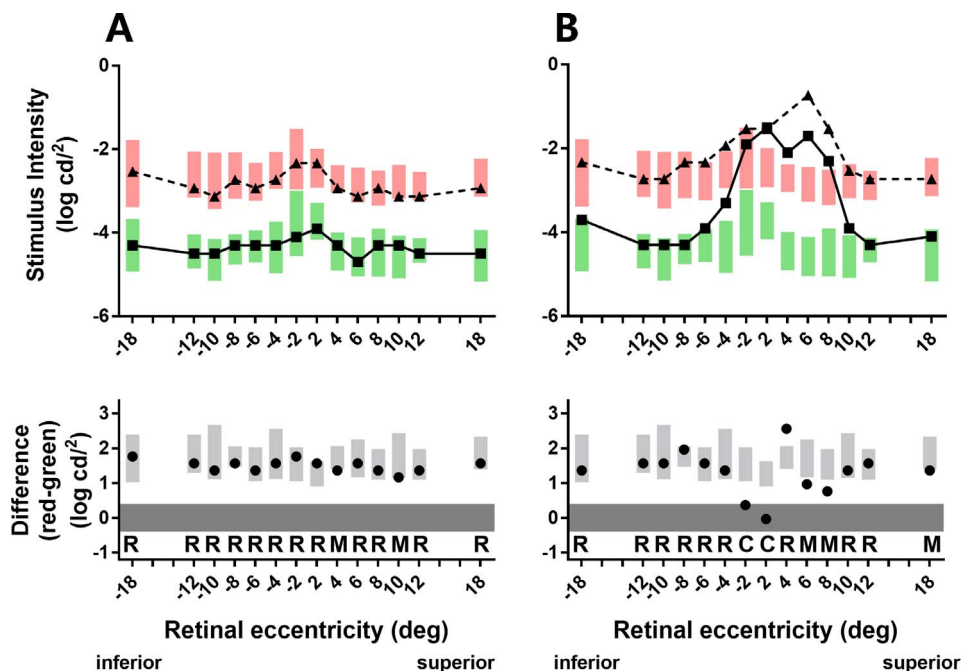 A
B
Stimulus Intensity
(log cd/²)
0
-2
-4
-6
-18 -12 -10 -8 -6 -4 -2 2 4 6 8 10 12 18
0
-2
-4
-6
-18 -12 -10 -8 -6 -4 -2 2 4 6 8 10 12 18
Difference
(red-green)
(log cd/²)
3
2
1
0
-1
R R R R R R R R M R R M R R
-18 -12 -10 -8 -6 -4 -2 2 4 6 8 10 12 18
3
2
1
0
-1
R R R R R R C C R M M R R M
-18 -12 -10 -8 -6 -4 -2 2 4 6 8 10 12 18
Retinal eccentricity (deg)
Retinal eccentricity (deg)
inferior superior
inferior superior